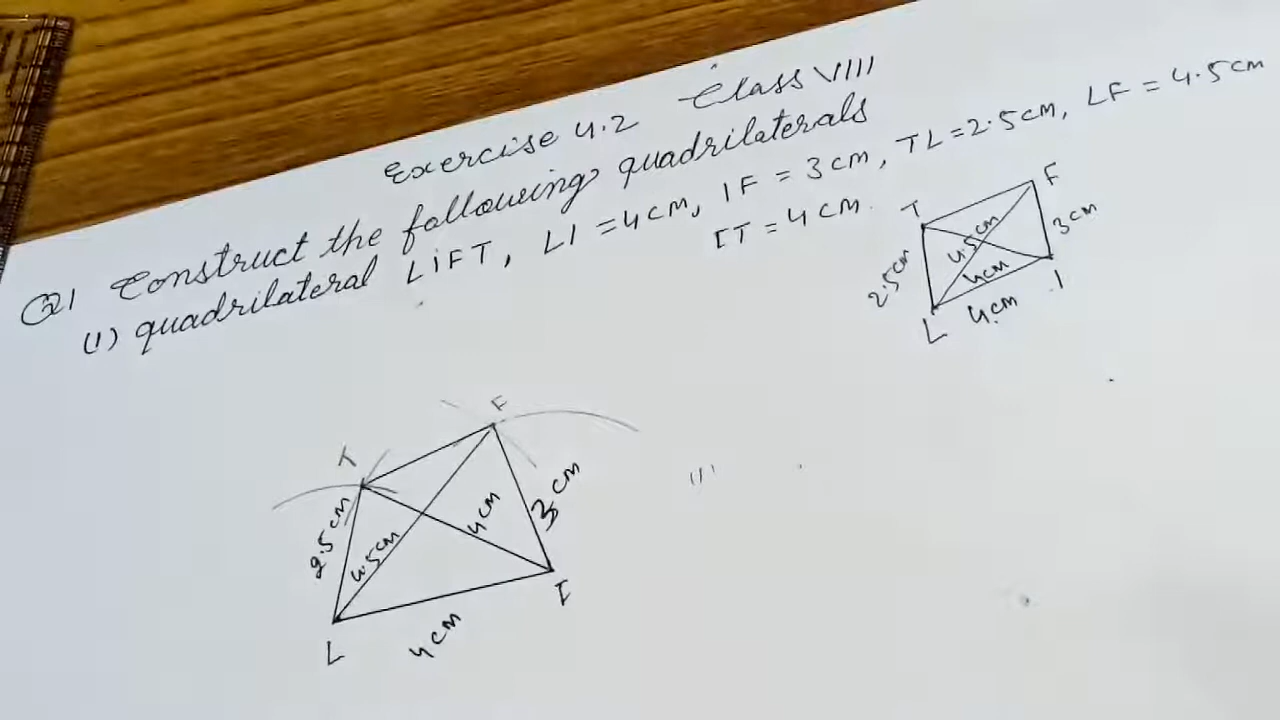 Exercise 4.2 Class VIII
Q1 Construct the following quadrilaterals
(1) quadrilateral LiFT, LI = 4cm, IF = 3cm, TL = 2.5cm, LF = 4.5cm
IT = 4cm.
T
F
2.5cm
4.5cm
4cm
3cm
L
4cm
I
T
F
2.5cm
4.5cm
4cm
3cm
L
4cm
I